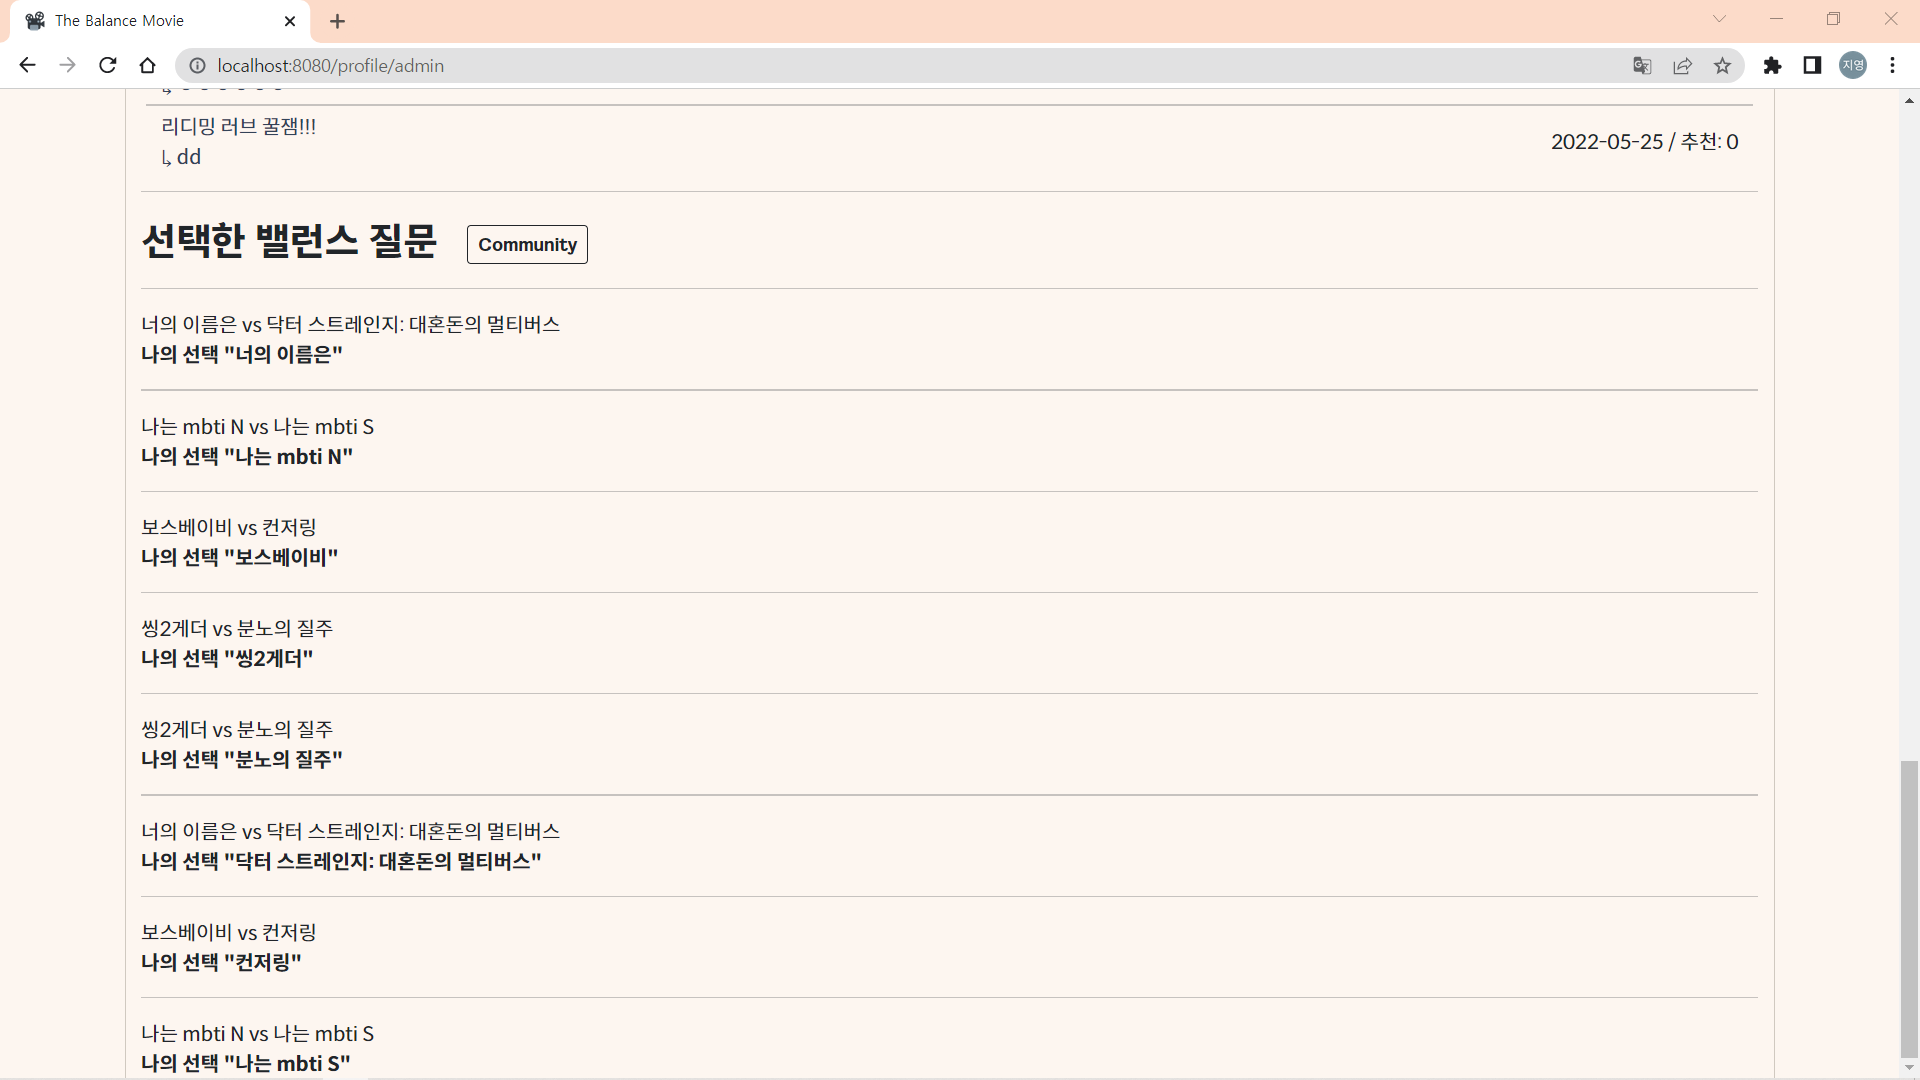 The Balance Movie
localhost:8080/profile/admin
지영
리디밍 러브 꿀잼!!!
↳ dd
2022-05-25 / 추천: 0
선택한 밸런스 질문
Community
너의 이름은 vs 닥터 스트레인지: 대혼돈의 멀티버스
나의 선택 "너의 이름은"
나는 mbti N vs 나는 mbti S
나의 선택 "나는 mbti N"
보스베이비 vs 컨저링
나의 선택 "보스베이비"
씽2게더 vs 분노의 질주
나의 선택 "씽2게더"
씽2게더 vs 분노의 질주
나의 선택 "분노의 질주"
너의 이름은 vs 닥터 스트레인지: 대혼돈의 멀티버스
나의 선택 "닥터 스트레인지: 대혼돈의 멀티버스"
보스베이비 vs 컨저링
나의 선택 "컨저링"
나는 mbti N vs 나는 mbti S
나의 선택 "나는 mbti S"